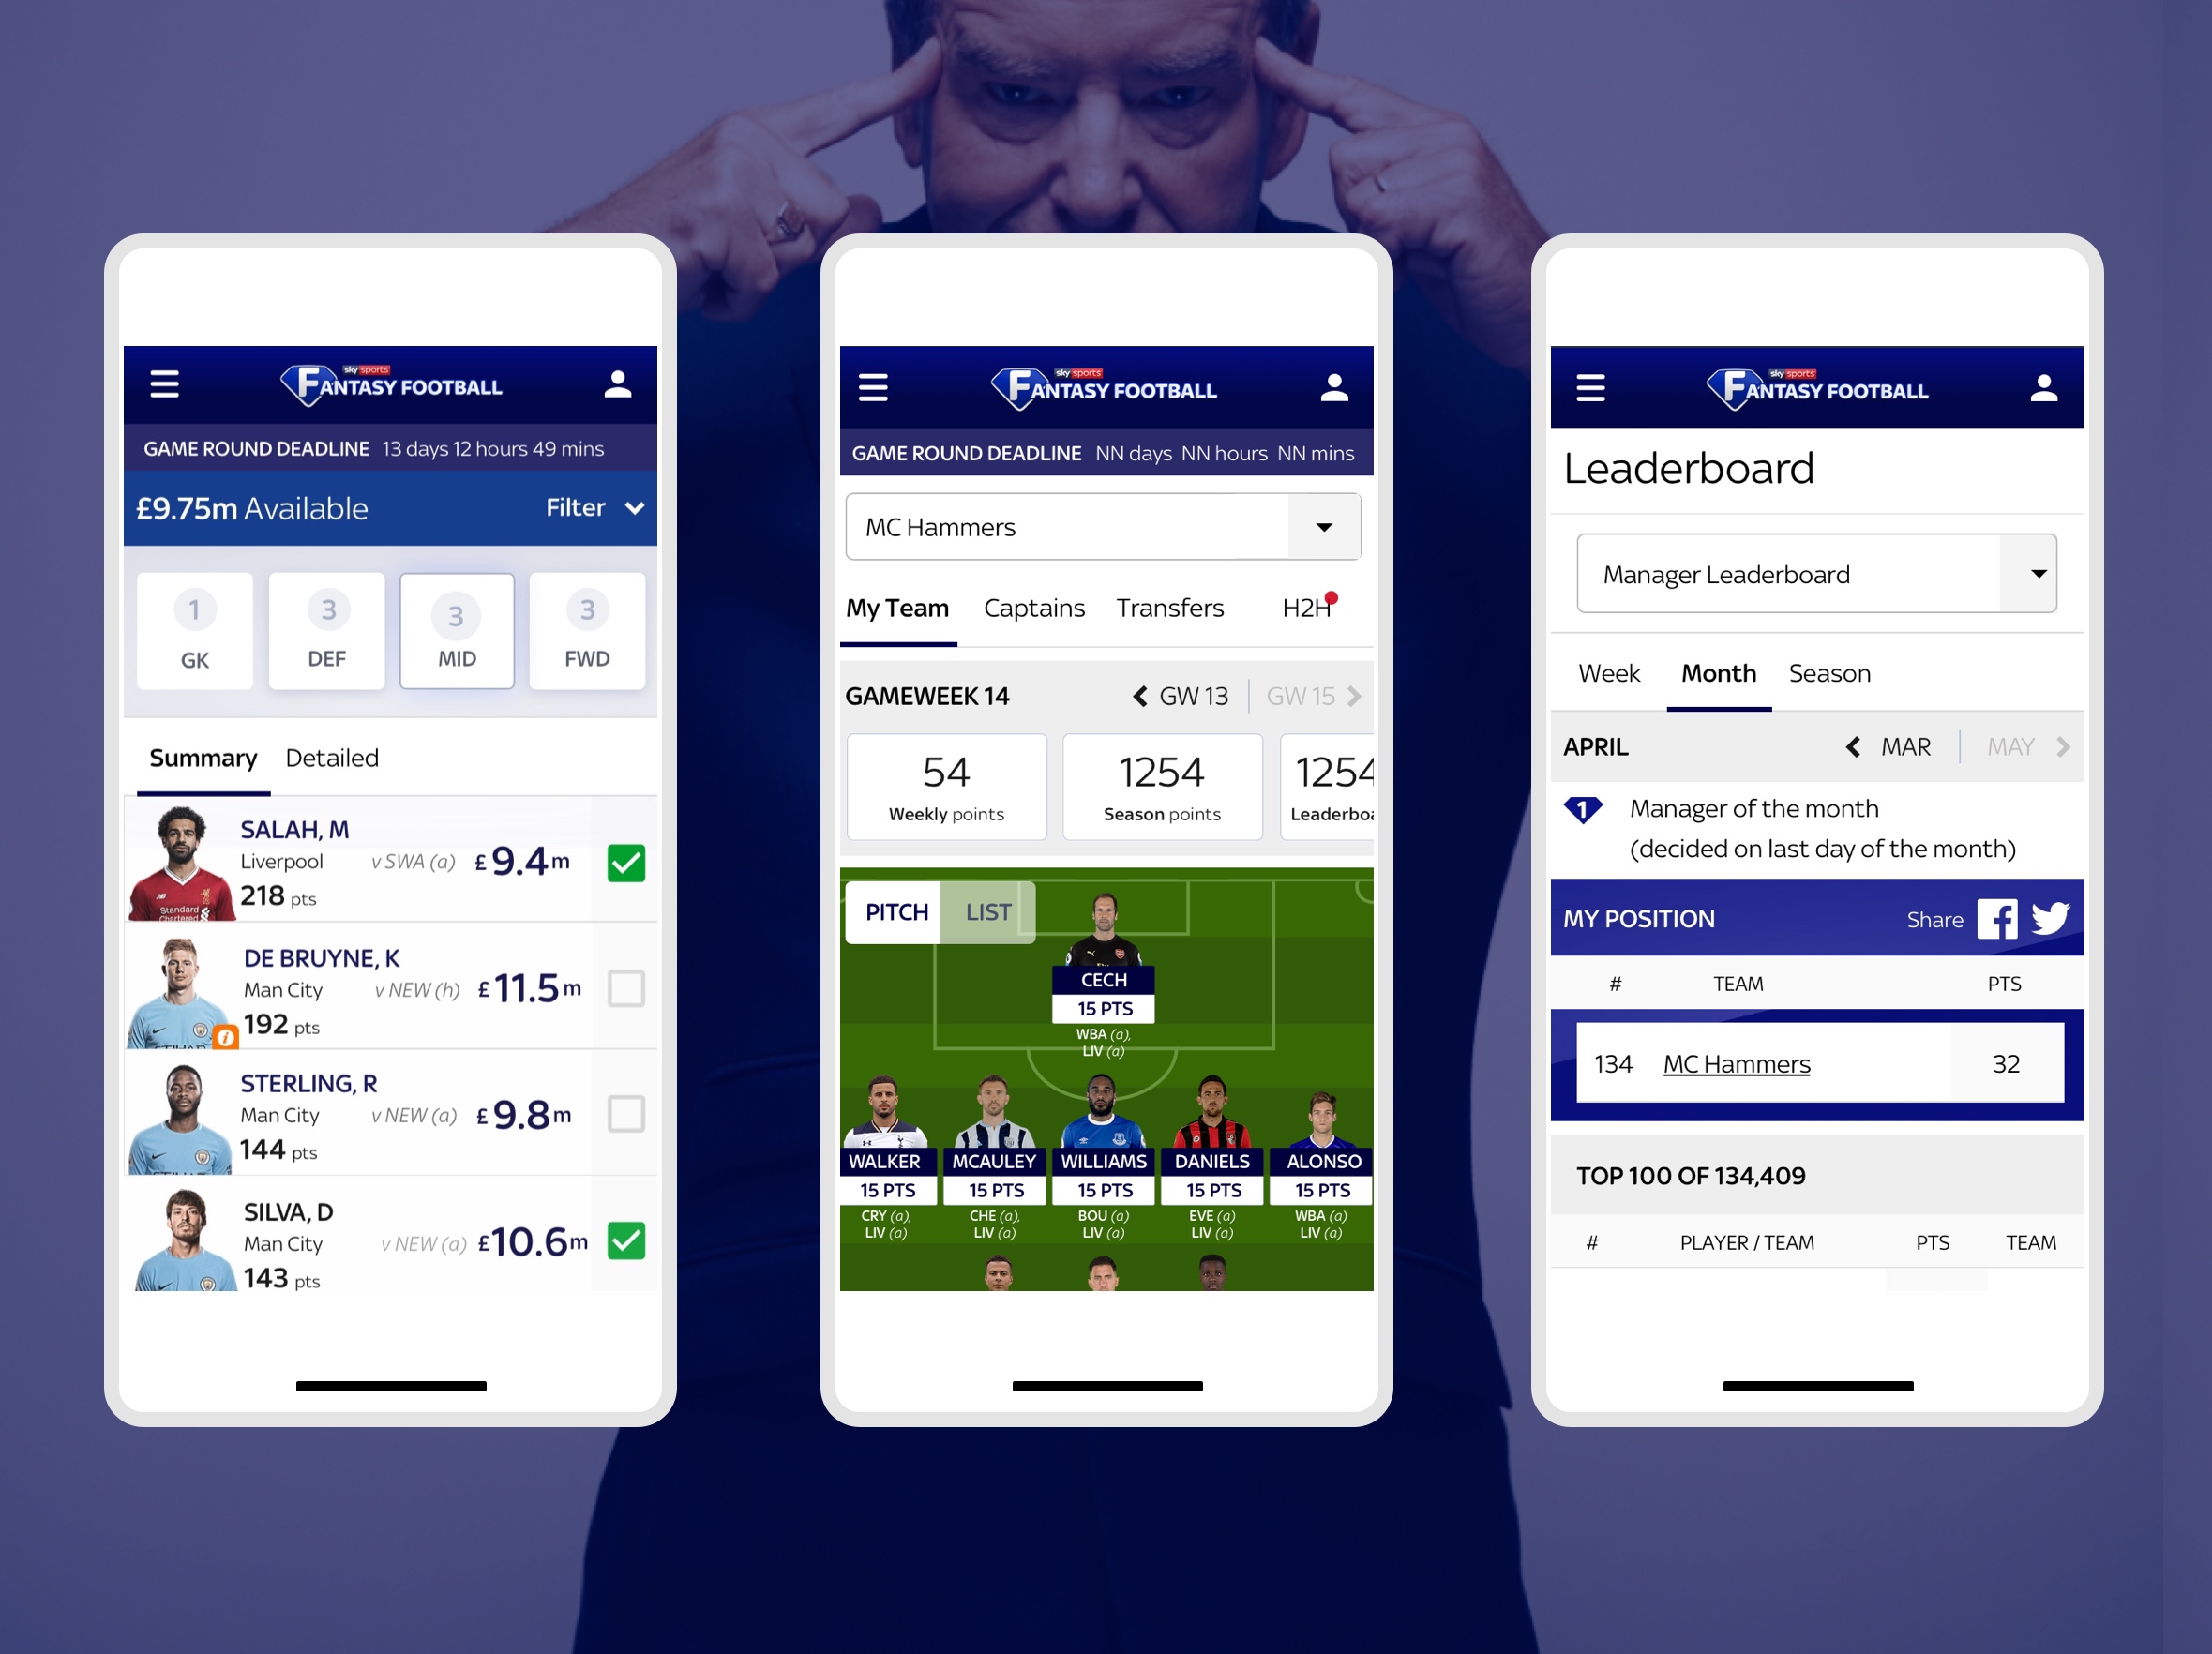 sky sports
FANTASY FOOTBALL
GAME ROUND DEADLINE 13 days 12 hours 49 mins
£9.75m Available Filter
1 3 3 3
GK DEF MID FWD
Summary Detailed
SALAH, M
Liverpool v SWA (a) £9.4m
218 pts
Standard
Chartered
DE BRUYNE, K
Man City v NEW (h) £11.5m
192 pts
STERLING, R
Man City v NEW (a) £9.8m
144 pts
SILVA, D
Man City v NEW (a) £10.6m
143 pts
sky sports
FANTASY FOOTBALL
GAME ROUND DEADLINE NN days NN hours NN mins
MC Hammers
My Team Captains Transfers H2H
GAMEWEEK 14 GW 13 GW 15
54 1254 1254
Weekly points Season points Leaderboa
PITCH LIST
CECH
15 PTS
WBA (a),
LIV (a)
WALKER MCAULEY WILLIAMS DANIELS ALONSO
15 PTS 15 PTS 15 PTS 15 PTS 15 PTS
CRY (a), CHE (a), BOU (a) EVE (a) WBA (a)
LIV (a) LIV (a) LIV (a) LIV (a) LIV (a)
sky sports
FANTASY FOOTBALL
Leaderboard
Manager Leaderboard
Week Month Season
APRIL MAR MAY
1 Manager of the month
(decided on last day of the month)
MY POSITION Share
# TEAM PTS
134 MC Hammers 32
TOP 100 OF 134,409
# PLAYER / TEAM PTS TEAM